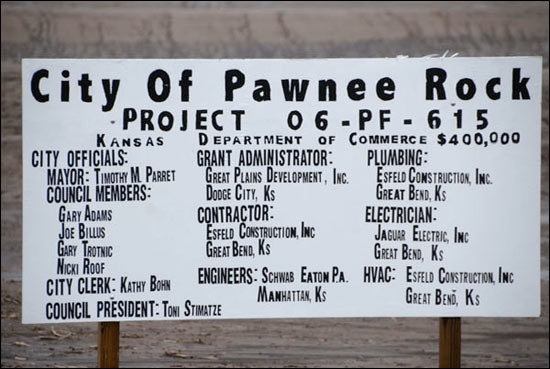 City Of Pawnee Rock
PROJECT 06-PF-615
KANSAS DEPARTMENT OF COMMERCE $400,000
CITY OFFICIALS:
MAYOR: TIMOTHY M. PARRET
COUNCIL MEMBERS:
GARY ADAMS
JOE BILLUS
GARY TROTNIC
NICKI ROOF
CITY CLERK: KATHY BOHN
COUNCIL PRESIDENT: TONI STIMATZE
GRANT ADMINISTRATOR:
GREAT PLAINS DEVELOPMENT, INC.
DODGE CITY, KS
CONTRACTOR:
ESFELD CONSTRUCTION, INC
GREAT BEND, KS
ENGINEERS: SCHWAB EATON P.A.
MANHATTAN, KS
PLUMBING:
ESFELD CONSTRUCTION, INC.
GREAT BEND, KS
ELECTRICIAN:
JAGUAR ELECTRIC, INC
GREAT BEND, KS
HVAC: ESFELD CONSTRUCTION, INC
GREAT BEND, KS